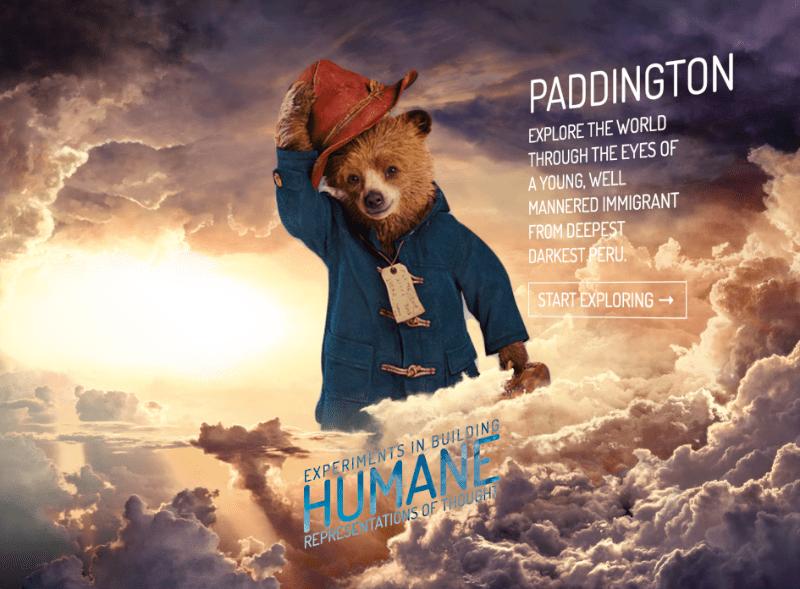 PADDINGTON
EXPLORE THE WORLD
THROUGH THE EYES OF
A YOUNG, WELL
MANNERED IMMIGRANT
FROM DEEPEST
DARKEST PERU.
START EXPLORING →
EXPERIMENTS IN BUILDING
HUMANE
REPRESENTATIONS OF THOUGHT